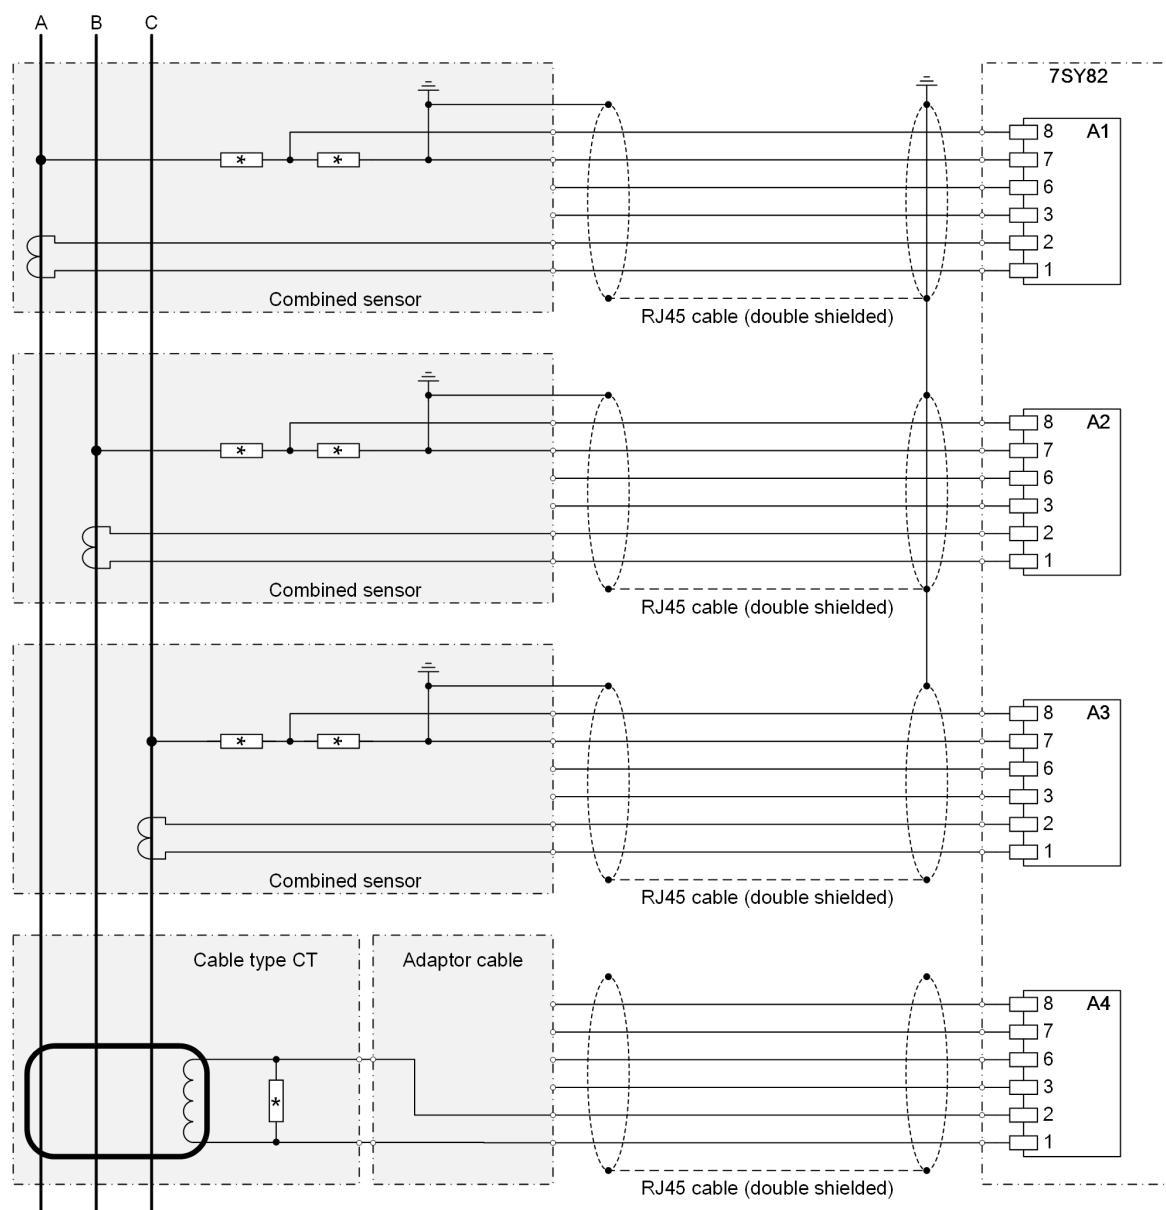 A B C
7SY82
8 A1
7
6
3
2
1
Combined sensor
RJ45 cable (double shielded)
8 A2
7
6
3
2
1
Combined sensor
RJ45 cable (double shielded)
8 A3
7
6
3
2
1
Combined sensor
RJ45 cable (double shielded)
Cable type CT
Adaptor cable
8 A4
7
6
3
2
1
RJ45 cable (double shielded)